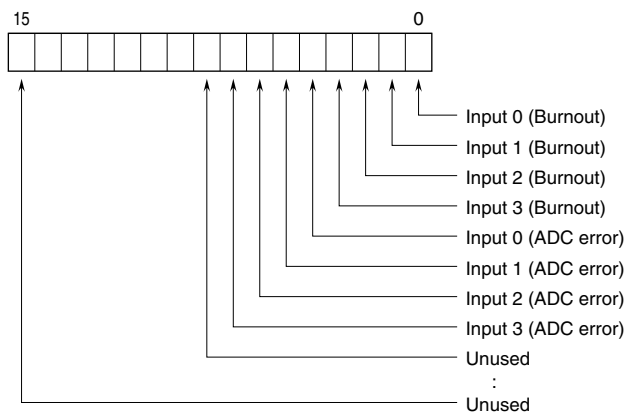 15 0
Input 0 (Burnout)
Input 1 (Burnout)
Input 2 (Burnout)
Input 3 (Burnout)
Input 0 (ADC error)
Input 1 (ADC error)
Input 2 (ADC error)
Input 3 (ADC error)
Unused
:
Unused